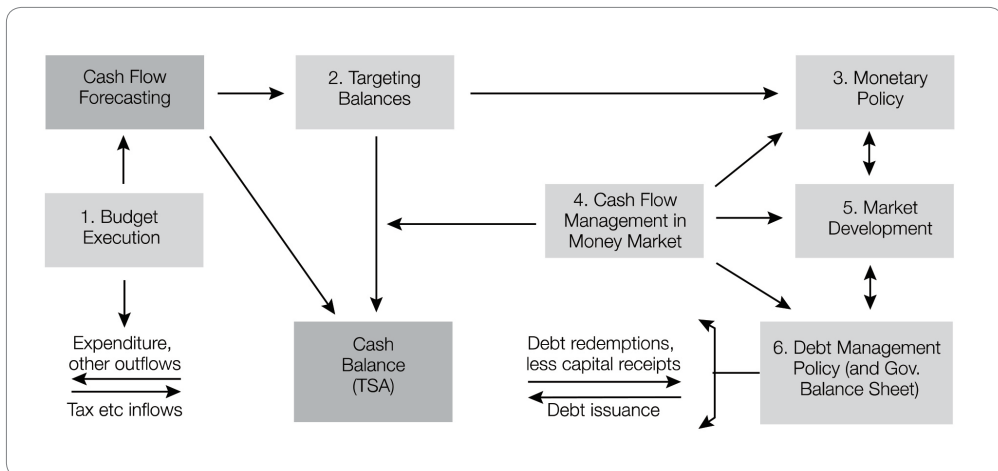 Cash Flow
Forecasting
2. Targeting
Balances
3. Monetary
Policy
1. Budget
Execution
4. Cash Flow
Management in
Money Market
5. Market
Development
Expenditure,
other outflows
Tax etc inflows
Cash
Balance
(TSA)
Debt redemptions,
less capital receipts
Debt issuance
6. Debt Management
Policy (and Gov.
Balance Sheet)